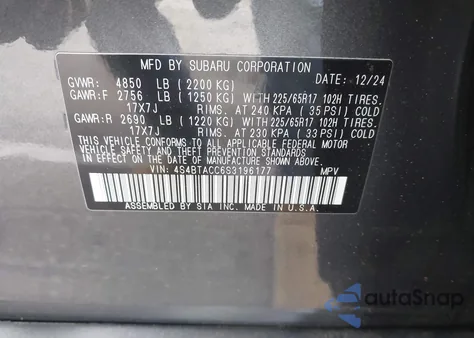 MFD BY SUBARU CORPORATION DATE: 12/24
GVWR: 4850 LB (2200 KG)
GAWR:F 2756 LB (1250 KG) WITH 225/65R17 102H TIRES.
17X7J RIMS. AT 240 KPA (35 PSI) COLD
GAWR:R 2690 LB (1220 KG) WITH 225/65R17 102H TIRES.
17X7J RIMS. AT 230 KPA (33 PSI) COLD
THIS VEHICLE CONFORMS TO ALL APPLICABLE FEDERAL MOTOR
VEHICLE SAFETY AND THEFT PREVENTION STANDARDS IN EFFECT
ON THE DATE OF MANUFACTURE SHOWN ABOVE.
VIN: 4S4BTACC6S3196177 MPV
ASSEMBLED BY SIA INC. MADE IN U.S.A.
autoSnap